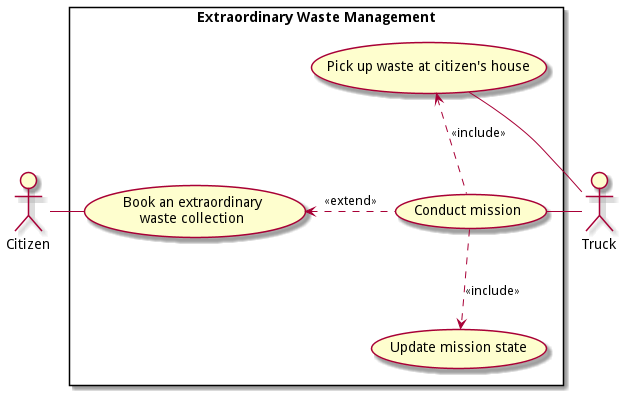 Extraordinary Waste Management
Pick up waste at citizen's house
«include»
Book an extraordinary
waste collection
«extend»
Conduct mission
Citizen
Truck
«include»
Update mission state